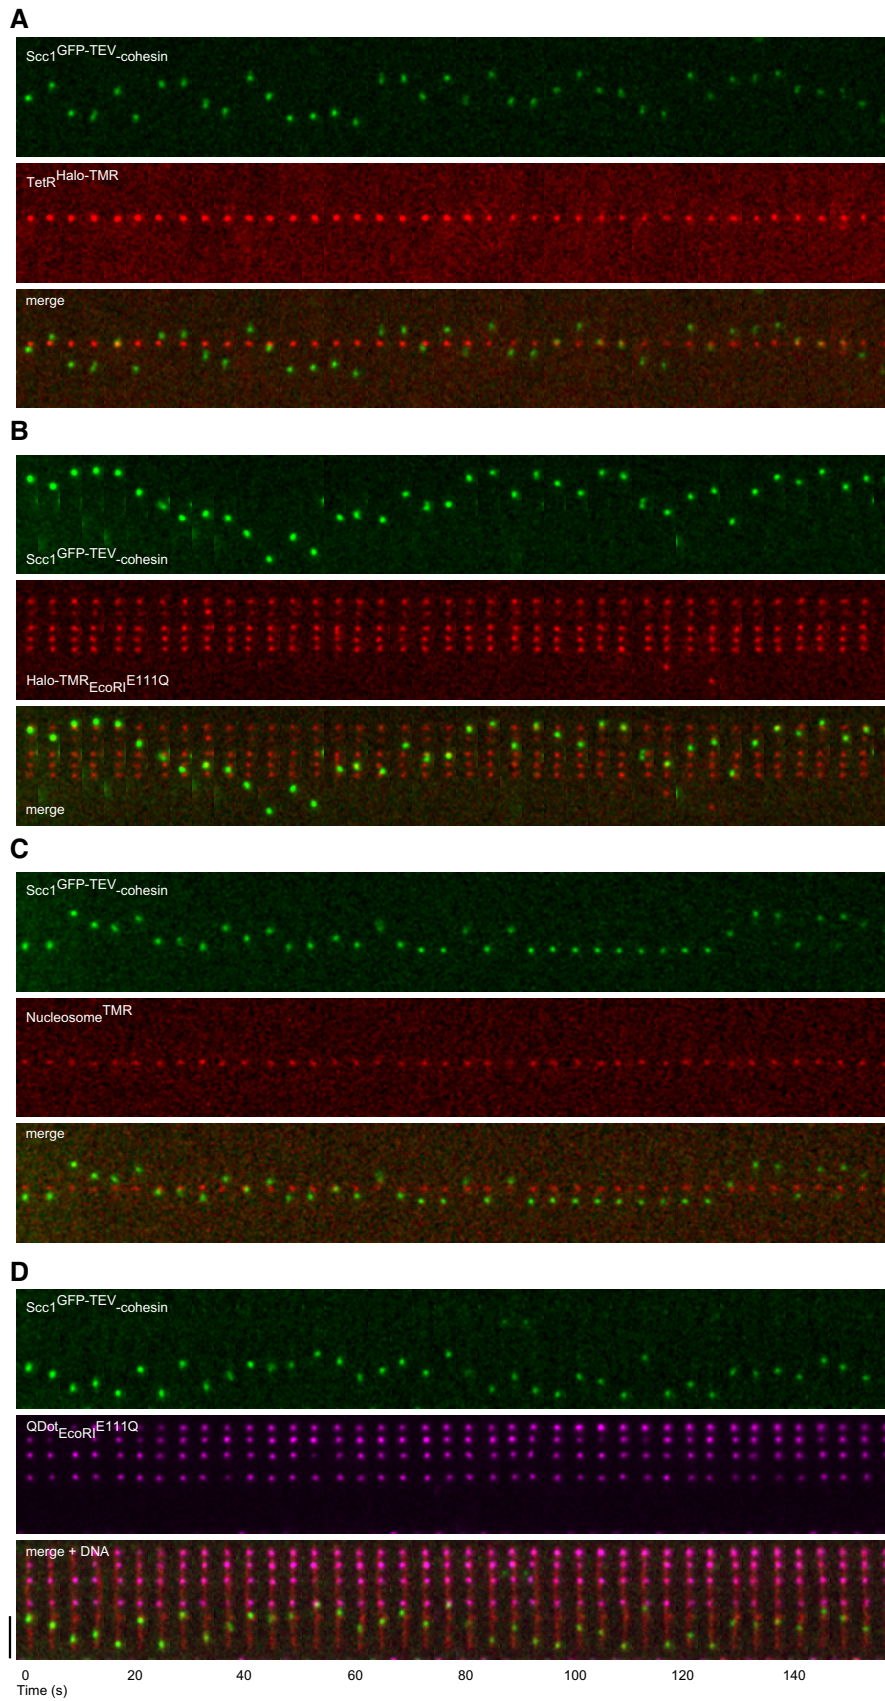 A
Scc1GFP-TEV-cohesin
TetRHalo-TMR
merge
B
Scc1GFP-TEV-cohesin
Halo-TMREcoRIE111Q
merge
C
Scc1GFP-TEV-cohesin
NucleosomeTMR
merge
D
Scc1GFP-TEV-cohesin
QDotEcoRIE111Q
merge + DNA
0 20 40 60 80 100 120 140
Time (s)